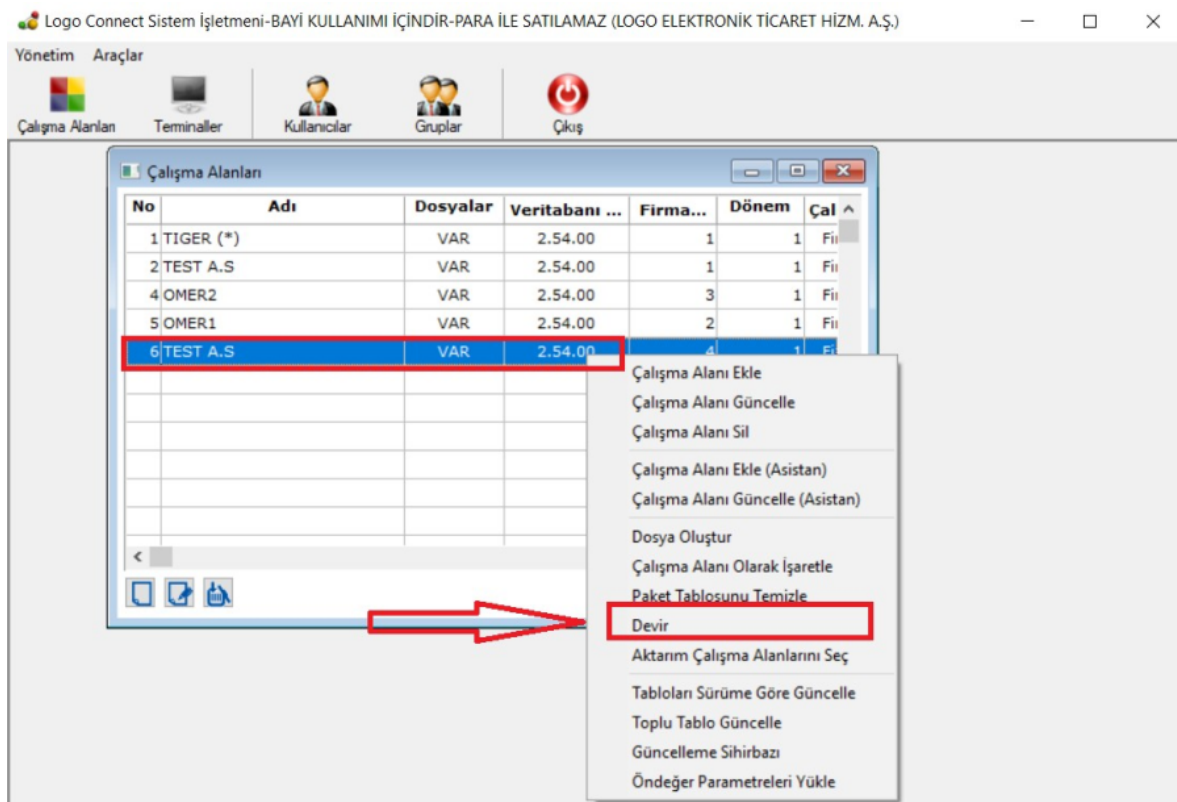 Logo Connect Sistem İşletmeni-BAYİ KULLANIMI İÇİNDİR-PARA İLE SATILAMAZ (LOGO ELEKTRONİK TİCARET HİZM. A.Ş.)
Yönetim Araçlar
Çalışma Alanları Terminaller Kullanıcılar Gruplar Çıkış
Çalışma Alanları
No Adı Dosyalar Veritabanı ... Firma... Dönem Çal
1 TIGER (*) VAR 2.54.00 1 1 Fir
2 TEST A.S VAR 2.54.00 1 1 Fir
4 OMER2 VAR 2.54.00 3 1 Fir
5 OMER1 VAR 2.54.00 2 1 Fir
6 TEST A.S VAR 2.54.00 4 1 Fi
Çalışma Alanı Ekle
Çalışma Alanı Güncelle
Çalışma Alanı Sil
Çalışma Alanı Ekle (Asistan)
Çalışma Alanı Güncelle (Asistan)
Dosya Oluştur
Çalışma Alanı Olarak İşaretle
Paket Tablosunu Temizle
Devir
Aktarım Çalışma Alanlarını Seç
Tabloları Sürüme Göre Güncelle
Toplu Tablo Güncelle
Güncelleme Sihirbazı
Öndeğer Parametreleri Yükle